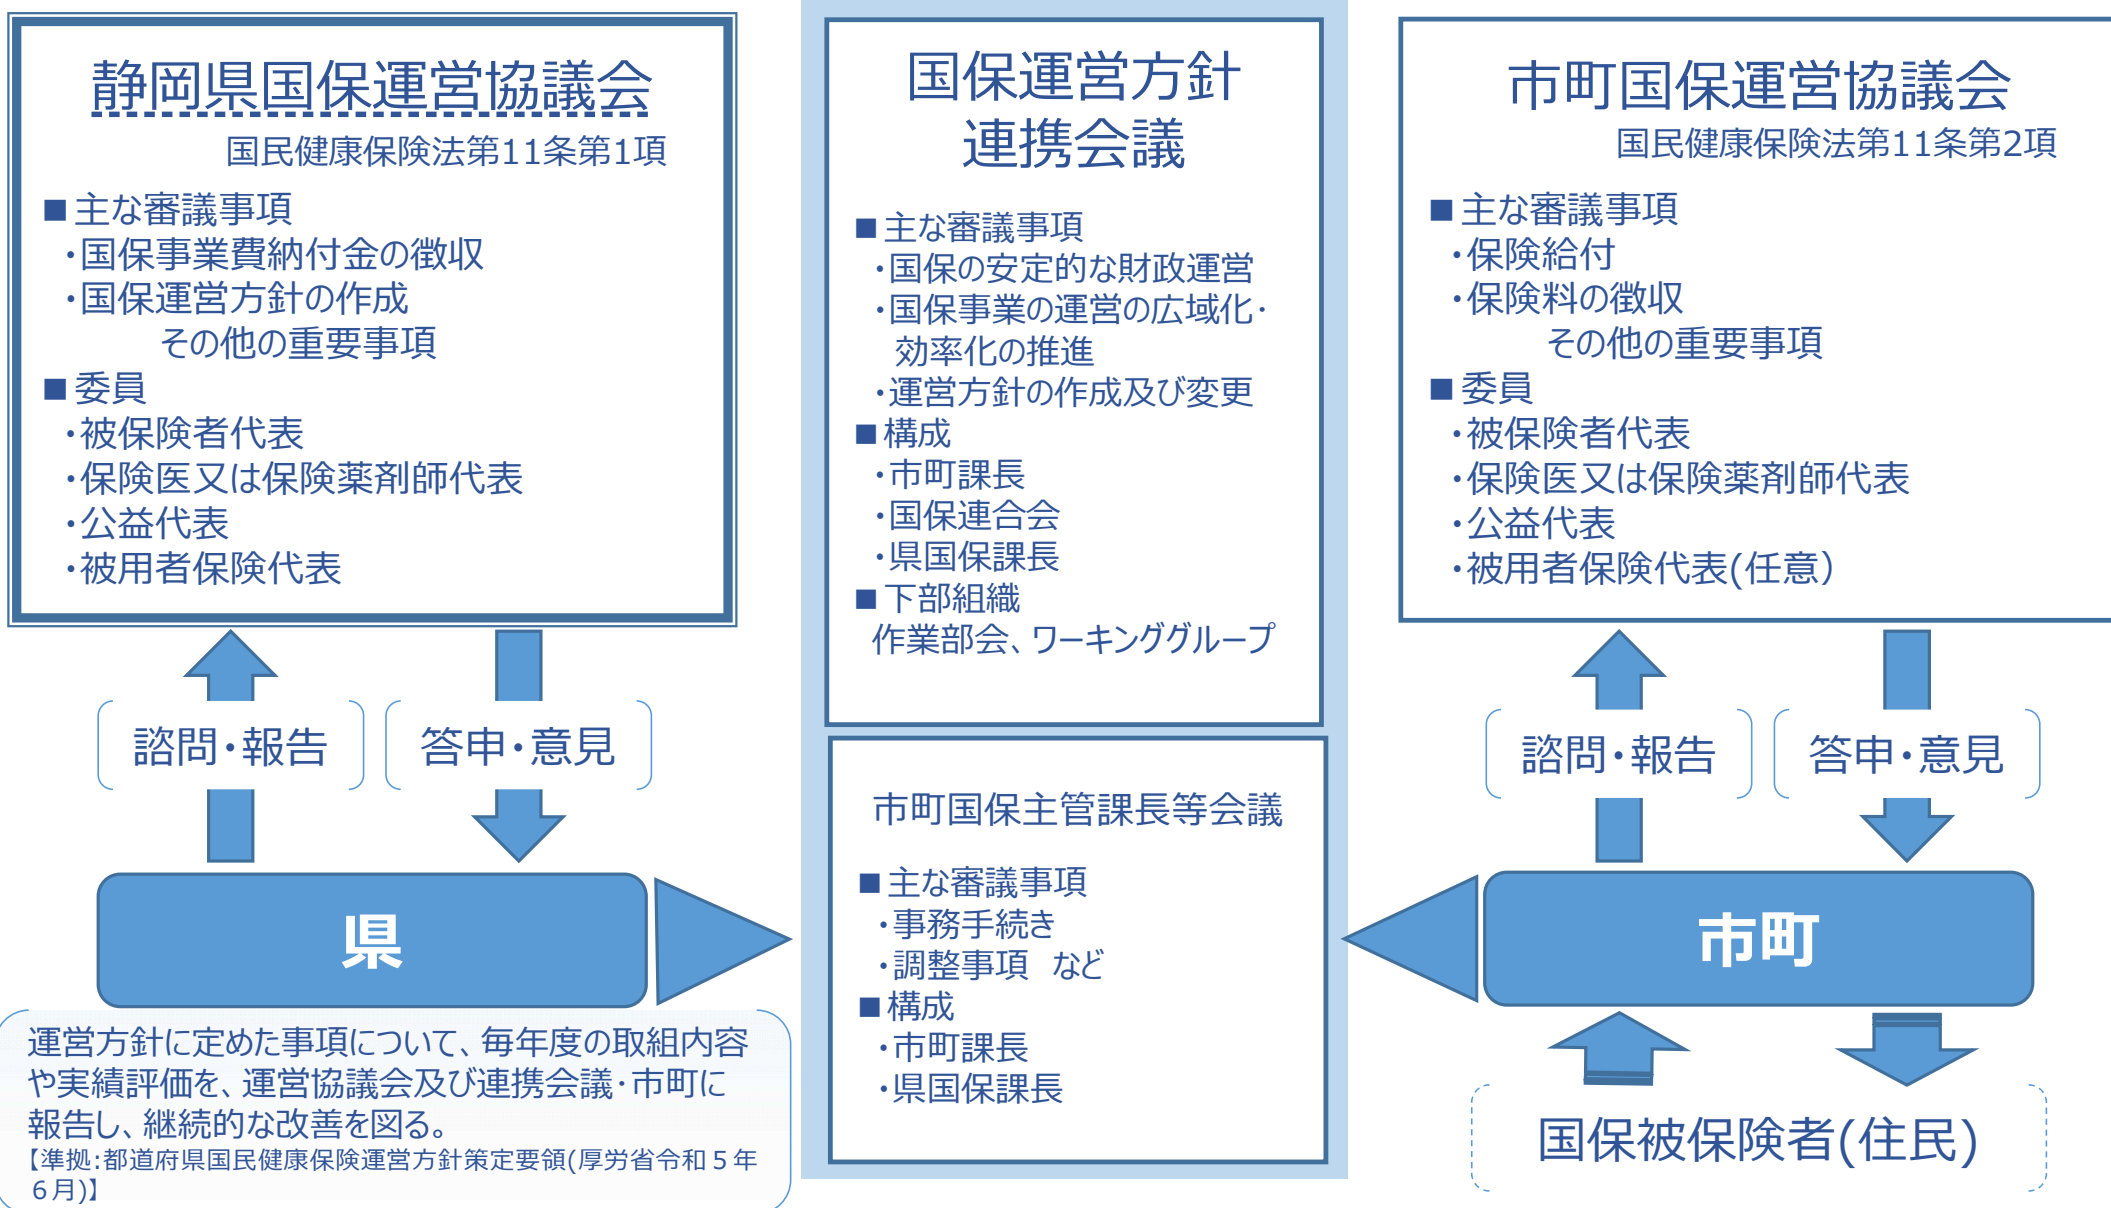 静岡県国保運営協議会
国民健康保険法第11条第1項
■主な審議事項
・国保事業費納付金の徴収
・国保運営方針の作成
その他の重要事項
■委員
・被保険者代表
・保険医又は保険薬剤師代表
・公益代表
・被用者保険代表
諮問・報告
答申・意見
県
運営方針に定めた事項について、毎年度の取組内容
や実績評価を、運営協議会及び連携会議・市町に
報告し、継続的な改善を図る。
【準拠:都道府県国民健康保険運営方針策定要領(厚労省令和５年
６月)】
国保運営方針
連携会議
■主な審議事項
・国保の安定的な財政運営
・国保事業の運営の広域化・
効率化の推進
・運営方針の作成及び変更
■構成
・市町課長
・国保連合会
・県国保課長
■下部組織
作業部会、ワーキンググループ
市町国保主管課長等会議
■主な審議事項
・事務手続き
・調整事項　など
■構成
・市町課長
・県国保課長
市町国保運営協議会
国民健康保険法第11条第2項
■主な審議事項
・保険給付
・保険料の徴収
その他の重要事項
■委員
・被保険者代表
・保険医又は保険薬剤師代表
・公益代表
・被用者保険代表(任意）
諮問・報告
答申・意見
市町
国保被保険者(住民)